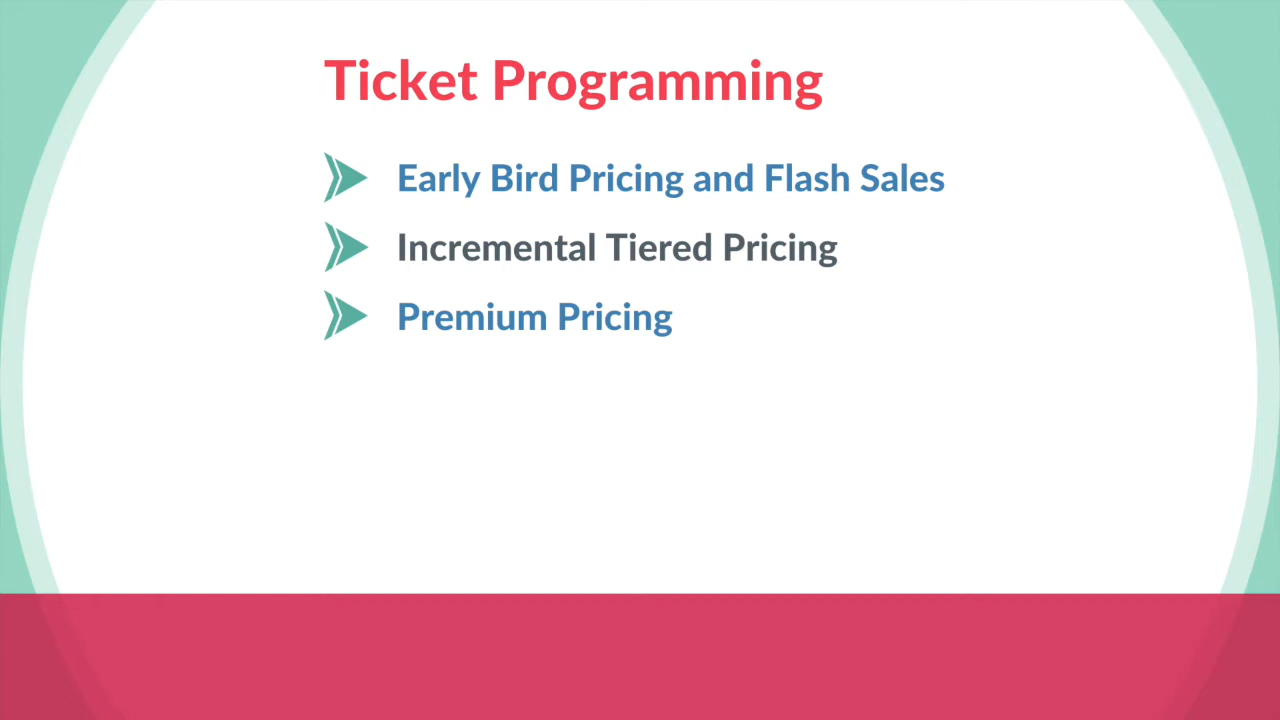 Ticket Programming
Early Bird Pricing and Flash Sales
Incremental Tiered Pricing
Premium Pricing